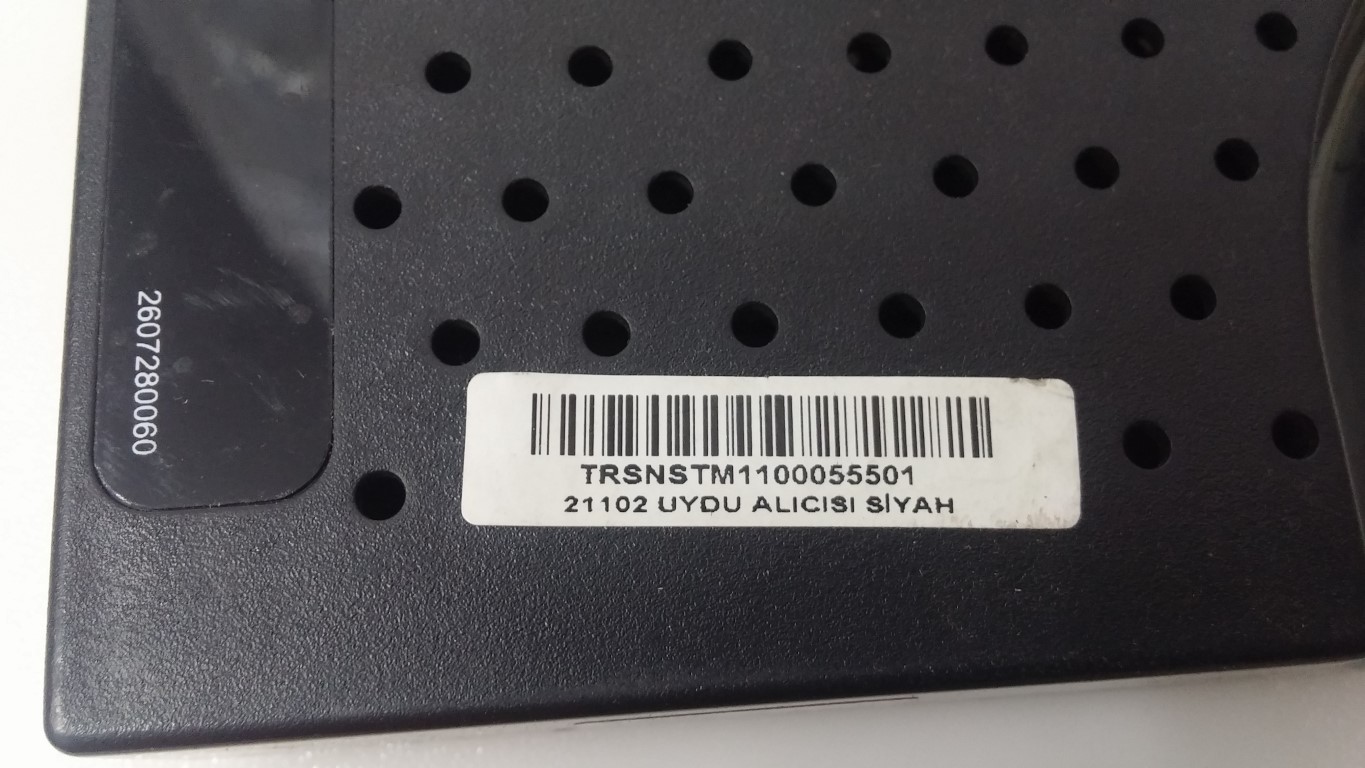 2607280060
TRSNSTM1100055501
21102 UYDU ALICISI SİYAH